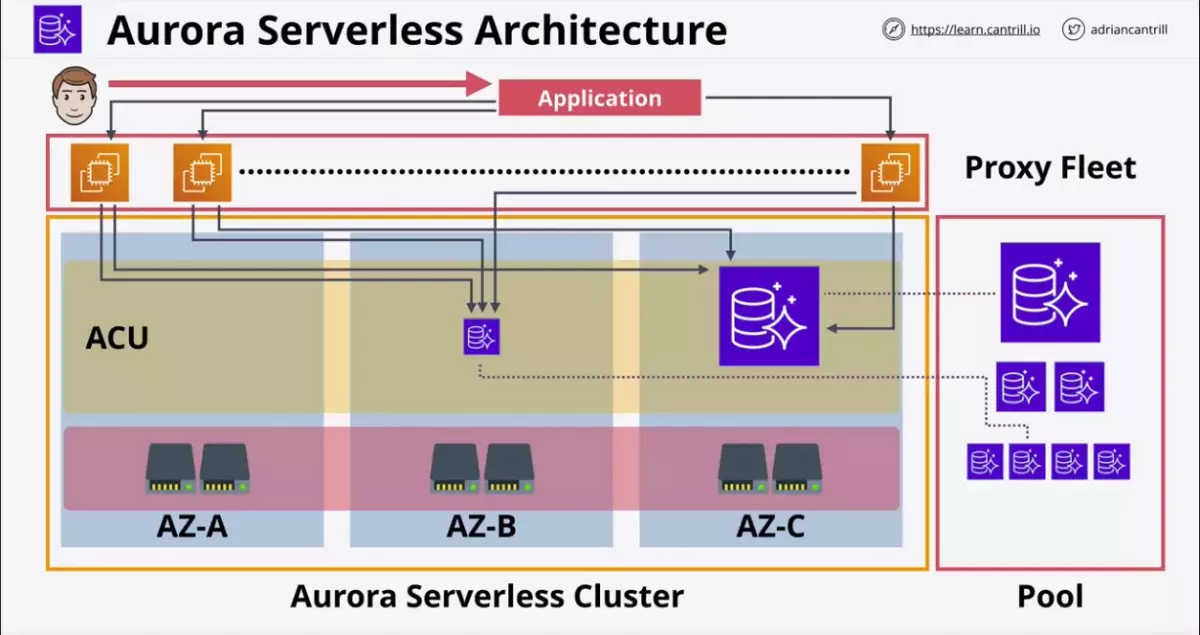 Aurora Serverless Architecture
https://learn.cantrill.io
adriancantrill
Application
Proxy Fleet
ACU
AZ-A
AZ-B
AZ-C
Aurora Serverless Cluster
Pool